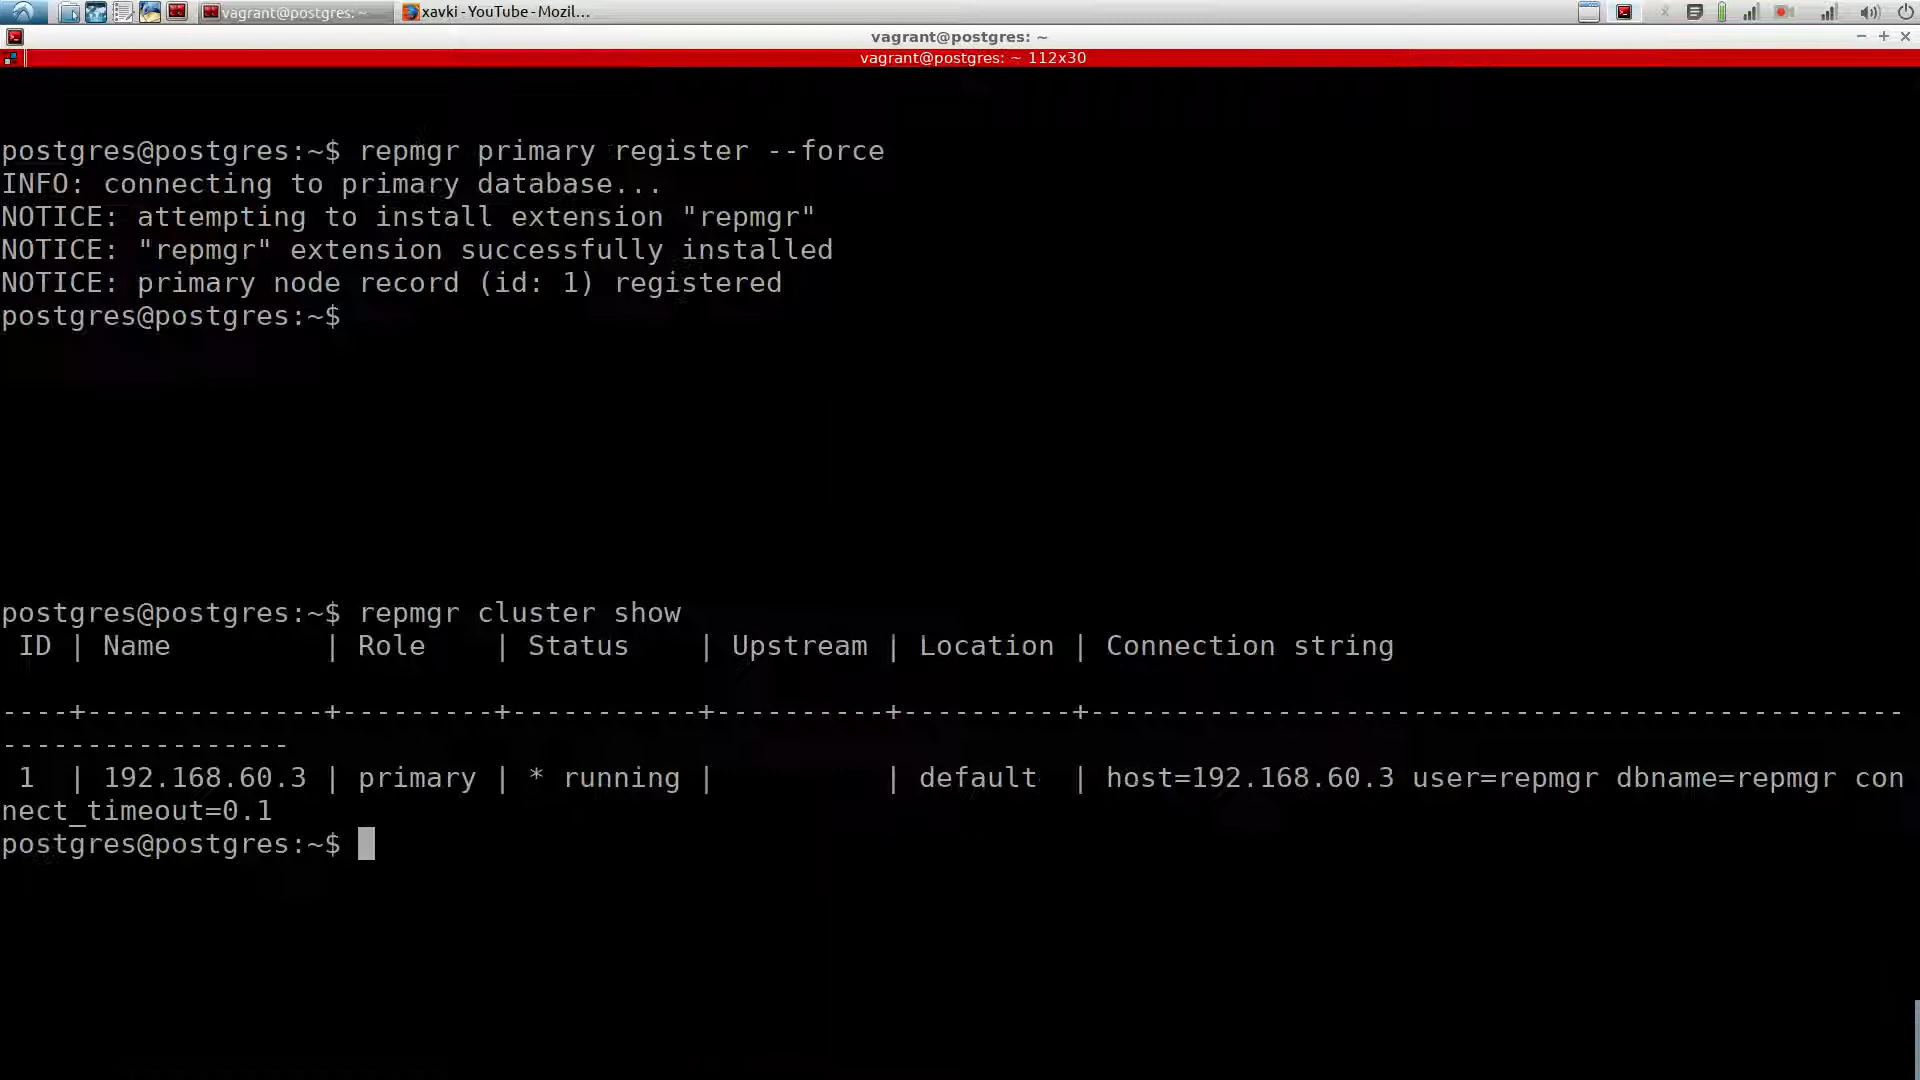 vagrant@postgres: ~
xavki - YouTube - Mozil...
vagrant@postgres: ~
vagrant@postgres: ~ 112x30
postgres@postgres:~$ repmgr primary register --force
INFO: connecting to primary database...
NOTICE: attempting to install extension "repmgr"
NOTICE: "repmgr" extension successfully installed
NOTICE: primary node record (id: 1) registered
postgres@postgres:~$
postgres@postgres:~$ repmgr cluster show
 ID | Name         | Role    | Status    | Upstream | Location | Connection string
----+--------------+---------+-----------+----------+----------+------------------------------------------------
-----------------
 1  | 192.168.60.3 | primary | * running |          | default  | host=192.168.60.3 user=repmgr dbname=repmgr con
nect_timeout=0.1
postgres@postgres:~$